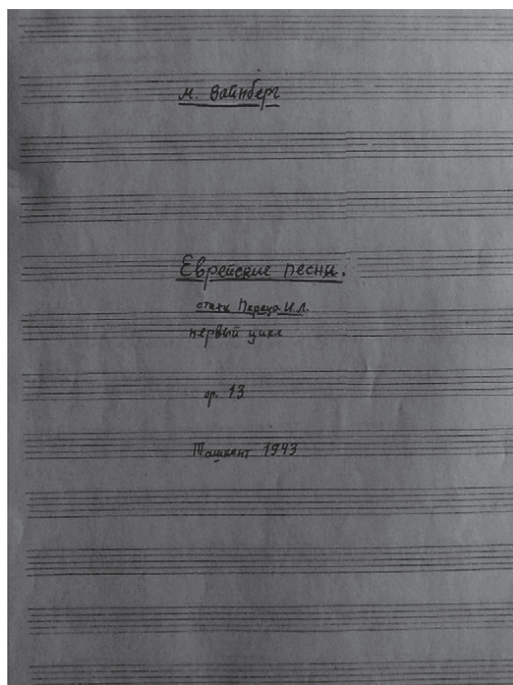 М. Вайнберг
Еврейские песни.
стихи Переца И.Л.
первый цикл
ор. 13
Ташкент 1943